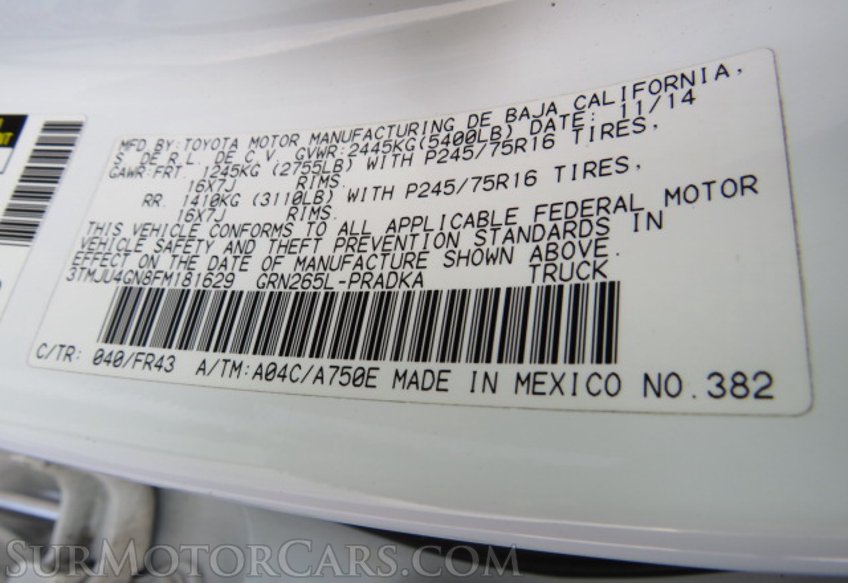 MFD BY: TOYOTA MOTOR MANUFACTURING DE BAJA CALIFORNIA,
S DE R.L. DE C.V. GVWR: 2445KG(5400LB) DATE: 11/14
GAWR:FRT. 1245KG (2755LB) WITH P245/75R16 TIRES,
16X7J RIMS.
RR. 1410KG (3110LB) WITH P245/75R16 TIRES,
16X7J RIMS.
THIS VEHICLE CONFORMS TO ALL APPLICABLE FEDERAL MOTOR
VEHICLE SAFETY AND THEFT PREVENTION STANDARDS IN
EFFECT ON THE DATE OF MANUFACTURE SHOWN ABOVE.
3TMJU4GN8FM181629 GRN265L-PRADKA TRUCK
C/TR: 040/FR43 A/TM:A04C/A750E MADE IN MEXICO NO.382
SurMotorCars.com